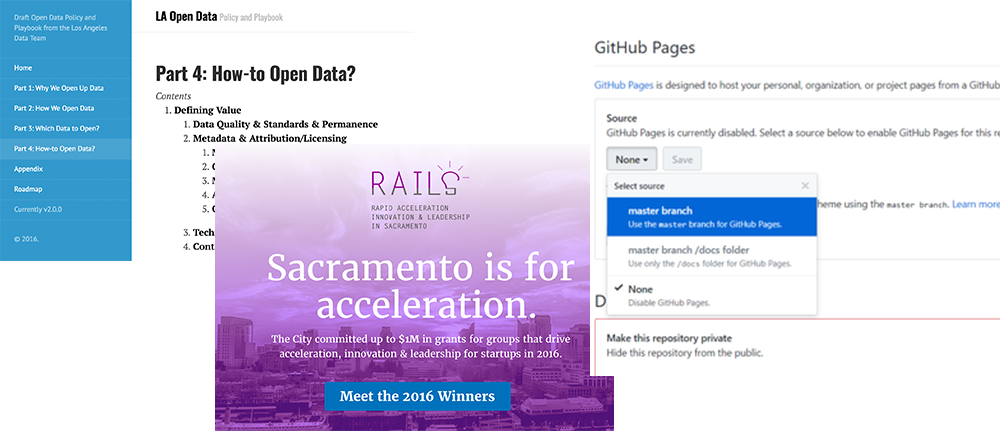 Draft Open Data Policy and
Playbook from the Los Angeles
Data Team
Home
Part 1: Why We Open Up Data
Part 2: How We Open Data
Part 3: Which Data to Open?
Part 4: How-to Open Data?
Appendix
Roadmap
Currently v2.0.0
© 2016.
LA Open Data Policy and Playbook
Part 4: How-to Open Data?
Contents
1. Defining Value
1. Data Quality & Standards & Permanence
2. Metadata & Attribution/Licensing
1.
2.
3.
4.
5.
3. Tech
4. Cont
RAILS
RAPID ACCELERATION
INNOVATION & LEADERSHIP
IN SACRAMENTO
Sacramento is for
acceleration.
The City committed up to $1M in grants for groups that drive
acceleration, innovation & leadership for startups in 2016.
Meet the 2016 Winners
GitHub Pages
GitHub Pages is designed to host your personal, organization, or project pages from a GitHub
Source
GitHub Pages is currently disabled. Select a source below to enable GitHub Pages for this re
None Save
Select source
master branch
Use the master branch for GitHub Pages.
heme using the master branch. Learn more
master branch /docs folder
Use only the /docs folder for GitHub Pages.
None
Disable GitHub Pages.
D
Make this repository private
Hide this repository from the public.